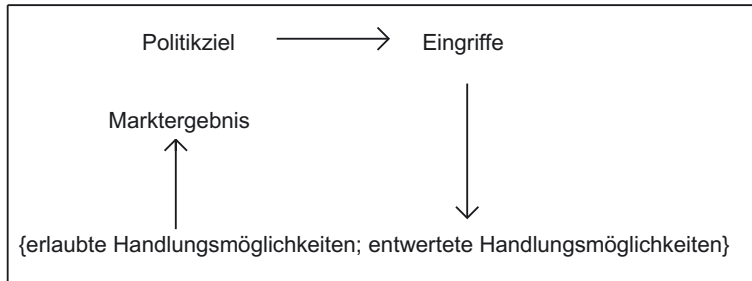 Politikziel Eingriffe
Marktergebnis
{erlaubte Handlungsmöglichkeiten; entwertete Handlungsmöglichkeiten}